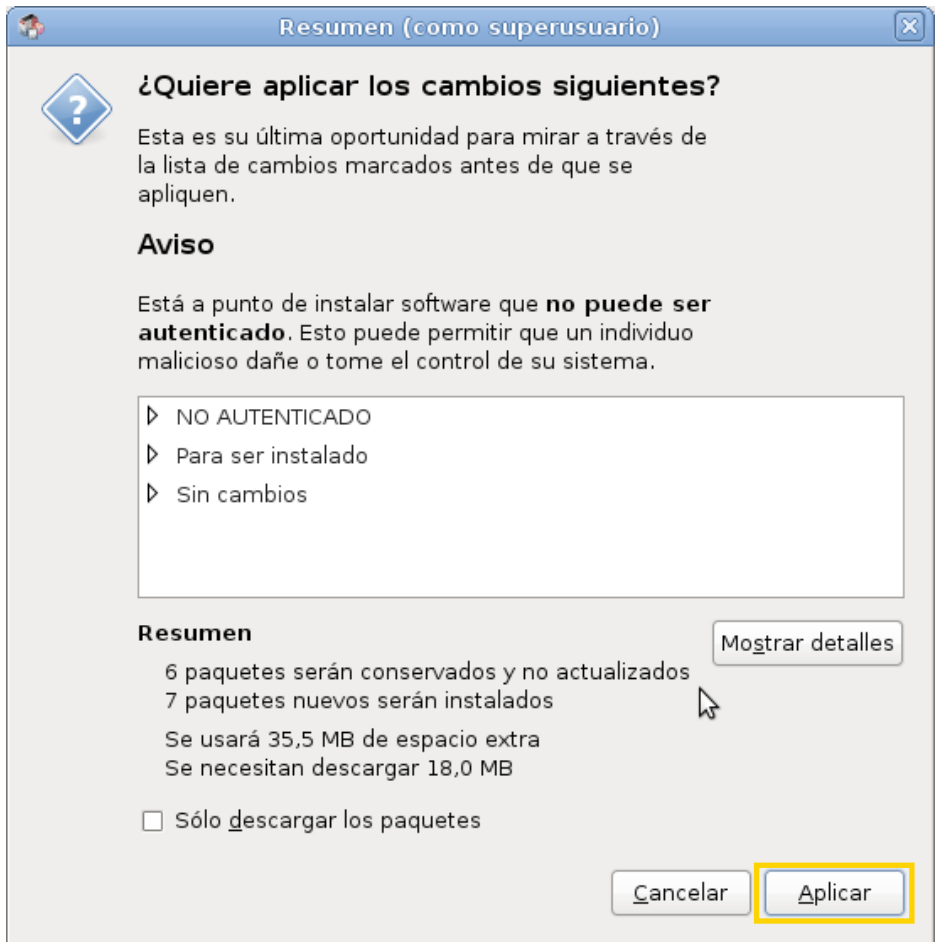 Resumen (como superusuario)
¿Quiere aplicar los cambios siguientes?
Esta es su última oportunidad para mirar a través de
la lista de cambios marcados antes de que se
apliquen.
Aviso
Está a punto de instalar software que no puede ser
autenticado. Esto puede permitir que un individuo
malicioso dañe o tome el control de su sistema.
NO AUTENTICADO
Para ser instalado
Sin cambios
Resumen
Mostrar detalles
6 paquetes serán conservados y no actualizados
7 paquetes nuevos serán instalados
Se usará 35,5 MB de espacio extra
Se necesitan descargar 18,0 MB
Sólo descargar los paquetes
Cancelar
Aplicar